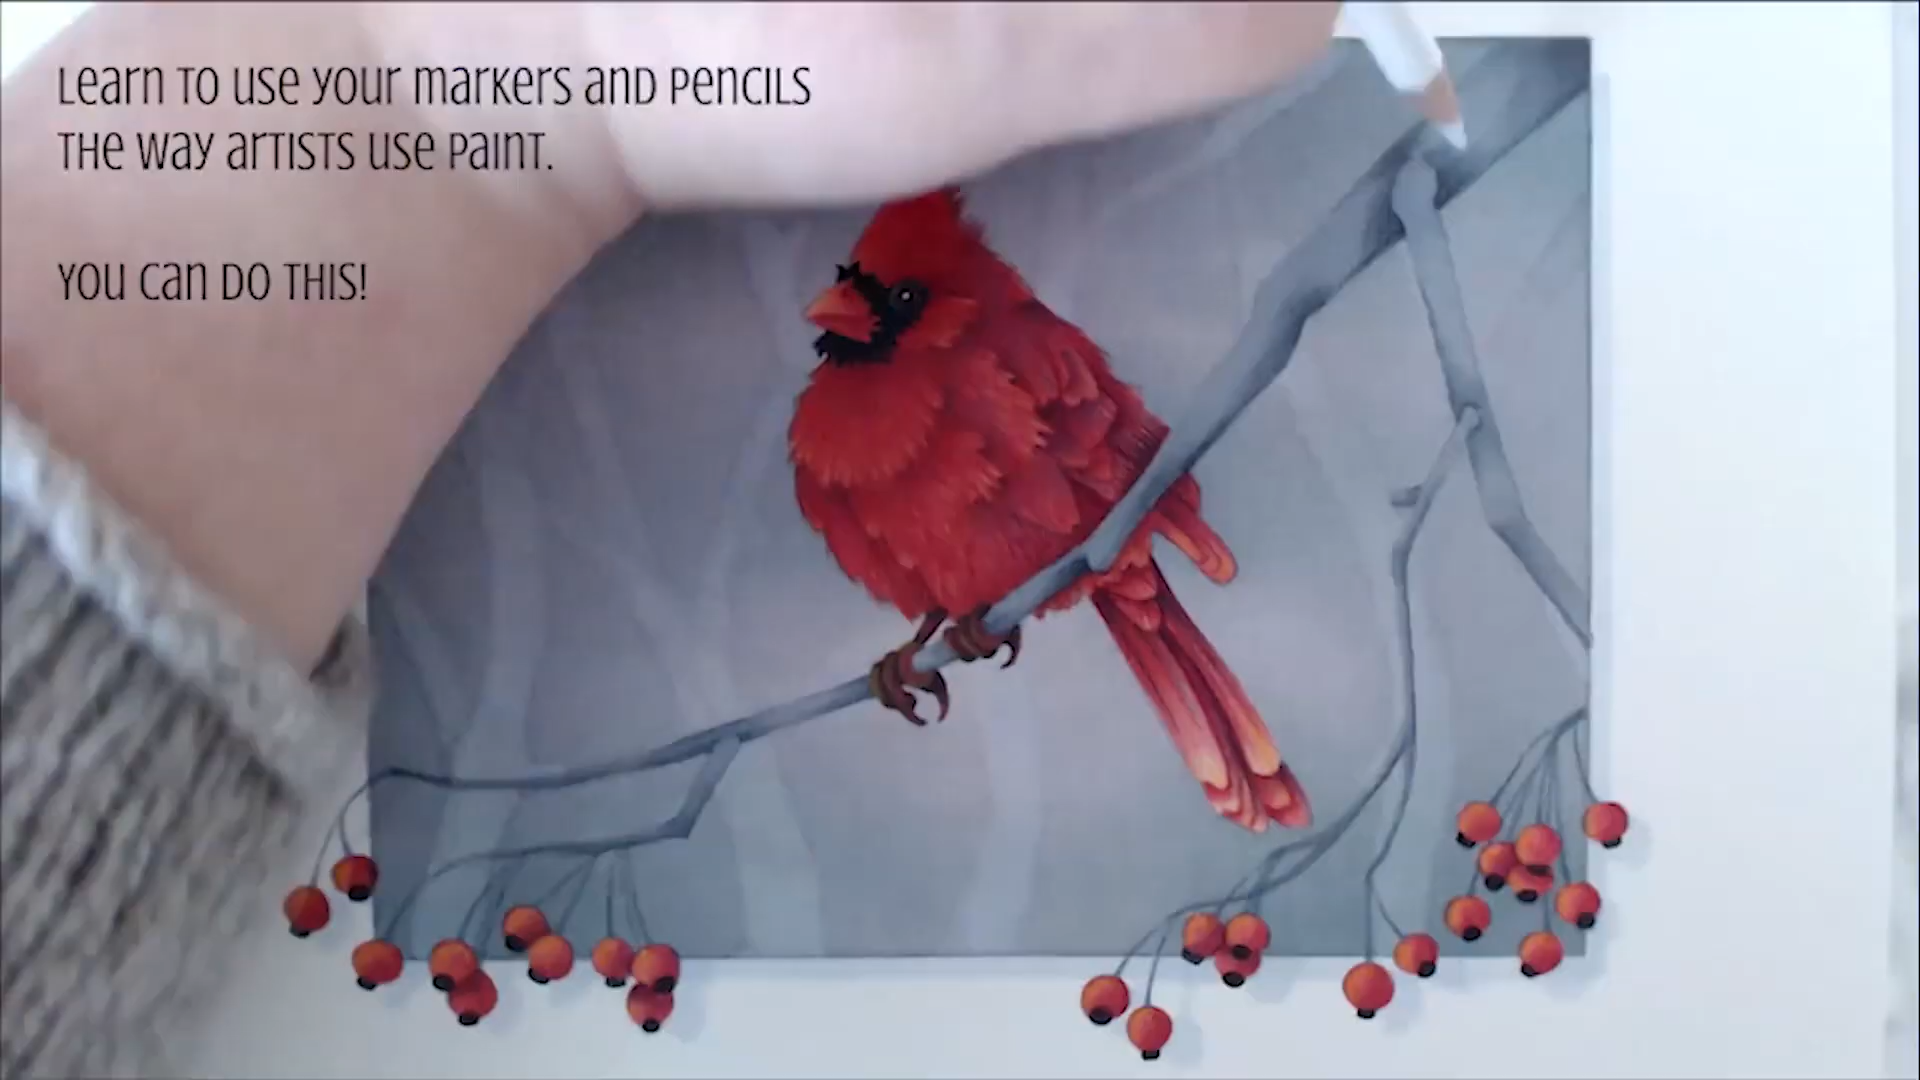 Learn to use your markers and pencils
the way artists use paint.
You can do this!